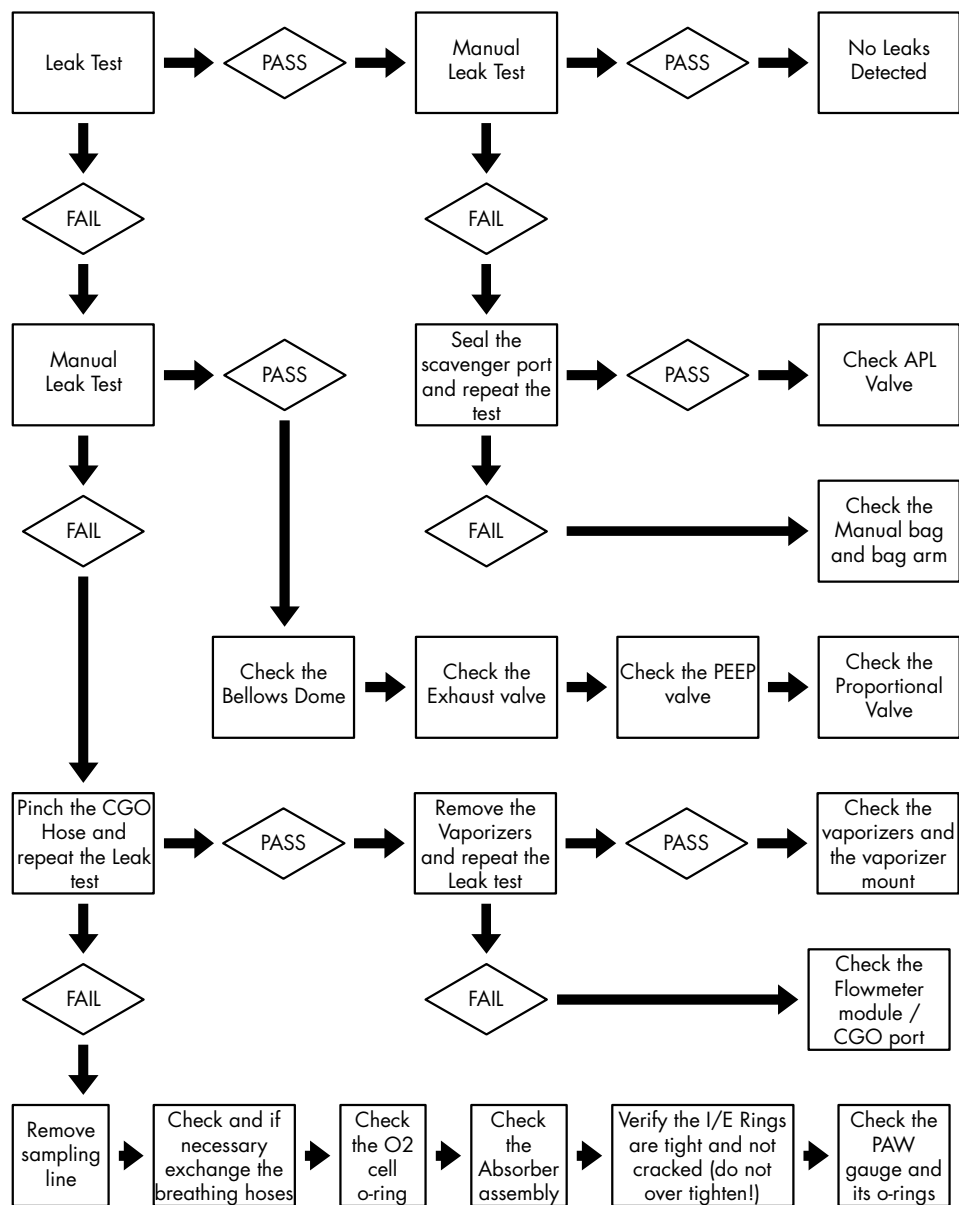 Leak Test
PASS
Manual
Leak Test
PASS
No Leaks
Detected
FAIL
FAIL
Manual
Leak Test
PASS
Seal the
scavenger port
and repeat the
test
PASS
Check APL
Valve
FAIL
FAIL
Check the
Manual bag
and bag arm
Check the
Bellows Dome
Check the
Exhaust valve
Check the PEEP
valve
Check the
Proportional
Valve
Pinch the CGO
Hose and
repeat the Leak
test
PASS
Remove the
Vaporizers
and repeat the
Leak test
PASS
Check the
vaporizers and
the vaporizer
mount
FAIL
FAIL
Check the
Flowmeter
module /
CGO port
Remove
sampling
line
Check and if
necessary
exchange the
breathing hoses
Check
the O2
cell
o-ring
Check
the
Absorber
assembly
Verify the I/E Rings
are tight and not
cracked (do not
over tighten!)
Check the
PAW
gauge and
its o-rings